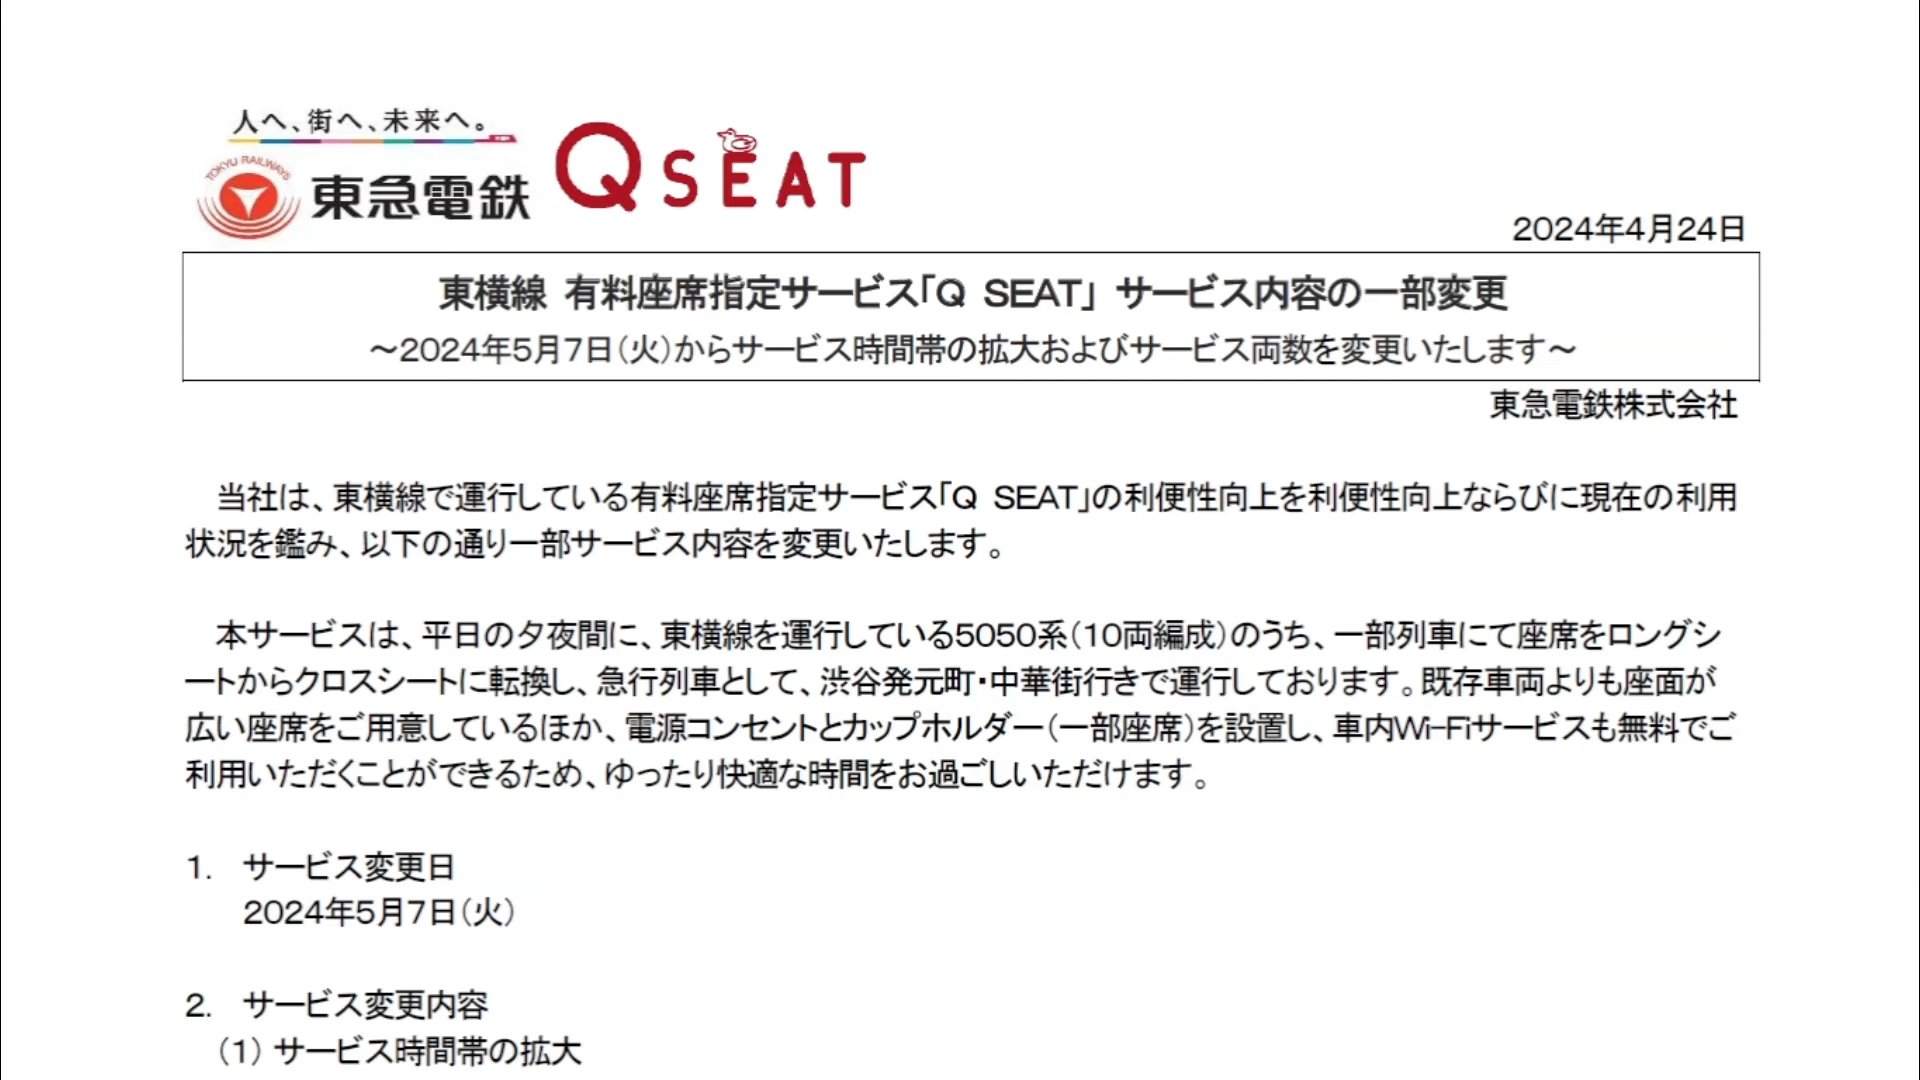 人へ、街へ、未来へ。
TOKYU RAILWAYS
東急電鉄
Q SEAT
2024年4月24日
東横線 有料座席指定サービス「Q SEAT」 サービス内容の一部変更
～2024年5月7日（火）からサービス時間帯の拡大およびサービス両数を変更いたします～
東急電鉄株式会社
当社は、東横線で運行している有料座席指定サービス「Q SEAT」の利便性向上を利便性向上ならびに現在の利用
状況を鑑み、以下の通り一部サービス内容を変更いたします。
本サービスは、平日の夕夜間に、東横線を運行している5050系（10両編成）のうち、一部列車にて座席をロングシ
ートからクロスシートに転換し、急行列車として、渋谷発元町・中華街行きで運行しております。既存車両よりも座面が
広い座席をご用意しているほか、電源コンセントとカップホルダー（一部座席）を設置し、車内Wi-Fiサービスも無料でご
利用いただくことができるため、ゆったり快適な時間をお過ごしいただけます。
1. サービス変更日
2024年5月7日（火）
2. サービス変更内容
（1） サービス時間帯の拡大